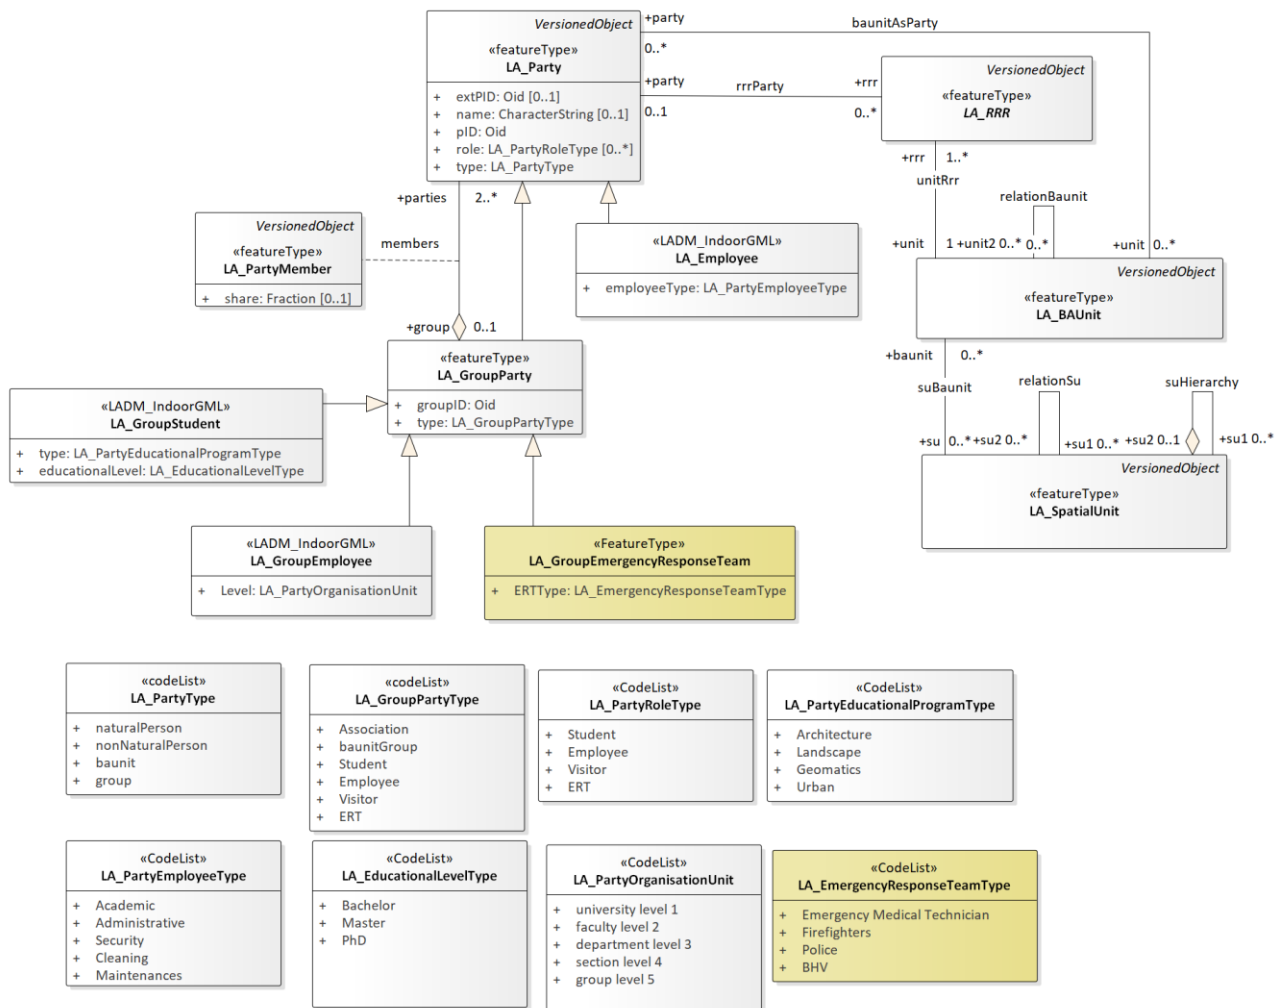 VersionedObject
«featureType»
LA_Party
+ extPID: Oid [0..1]
+ name: CharacterString [0..1]
+ pID: Oid
+ role: LA_PartyRoleType [0..*]
+ type: LA_PartyType
+party
baunitAsParty
0..*
+party
rrrParty
+rrr
0..1
0..*
VersionedObject
«featureType»
LA_RRR
+rrr 1..*
unitRrr
relationBaunit
+parties 2..*
VersionedObject
«featureType»
LA_PartyMember
+ share: Fraction [0..1]
members
«LADM_IndoorGML»
LA_Employee
+ employeeType: LA_PartyEmployeeType
+unit 1 +unit2 0..* 0..* +unit 0..*
VersionedObject
«featureType»
LA_BAUnit
+group 0..1
«featureType»
LA_GroupParty
+ groupID: Oid
+ type: LA_GroupPartyType
+baunit 0..*
suBaunit
relationSu
suHierarchy
+su 0..* +su2 0..* +su1 0..* +su2 0..1 +su1 0..*
VersionedObject
«featureType»
LA_SpatialUnit
«LADM_IndoorGML»
LA_GroupStudent
+ type: LA_PartyEducationalProgramType
+ educationalLevel: LA_EducationalLevelType
«LADM_IndoorGML»
LA_GroupEmployee
+ Level: LA_PartyOrganisationUnit
«FeatureType»
LA_GroupEmergencyResponseTeam
+ ERTType: LA_EmergencyResponseTeamType
«codeList»
LA_PartyType
+ naturalPerson
+ nonNaturalPerson
+ baunit
+ group
«codeList»
LA_GroupPartyType
+ Association
+ baunitGroup
+ Student
+ Employee
+ Visitor
+ ERT
«CodeList»
LA_PartyRoleType
+ Student
+ Employee
+ Visitor
+ ERT
«CodeList»
LA_PartyEducationalProgramType
+ Architecture
+ Landscape
+ Geomatics
+ Urban
«CodeList»
LA_PartyEmployeeType
+ Academic
+ Administrative
+ Security
+ Cleaning
+ Maintenances
«CodeList»
LA_EducationalLevelType
+ Bachelor
+ Master
+ PhD
«CodeList»
LA_PartyOrganisationUnit
+ university level 1
+ faculty level 2
+ department level 3
+ section level 4
+ group level 5
«CodeList»
LA_EmergencyResponseTeamType
+ Emergency Medical Technician
+ Firefighters
+ Police
+ BHV